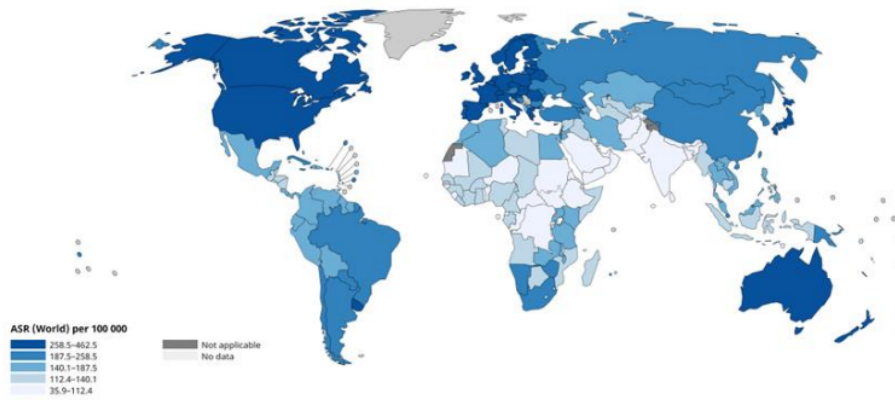 ASR (World) per 100 000
258.5–462.5
187.5–258.5
140.1–187.5
112.4–140.1
35.9–112.4
Not applicable
No data